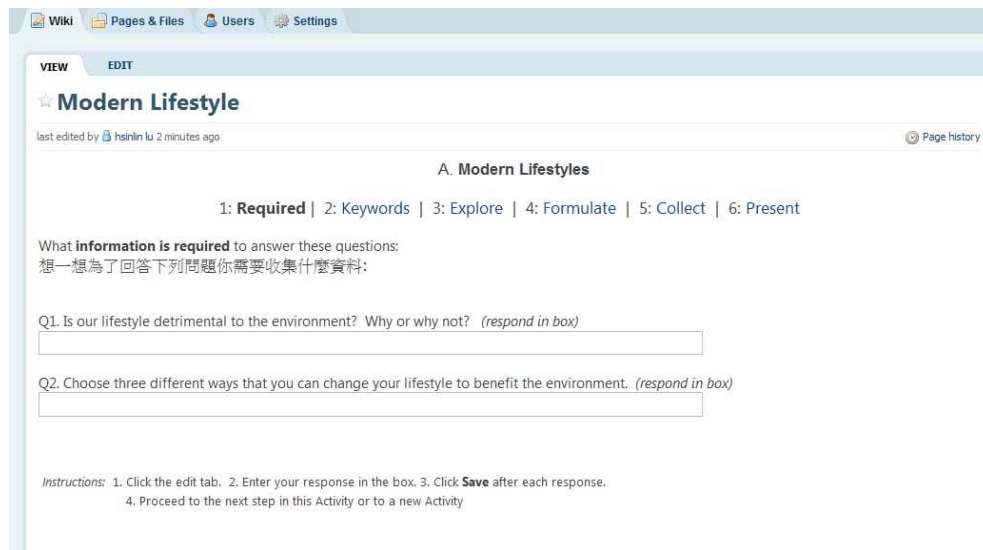 Wiki Pages & Files Users Settings
VIEW EDIT
Modern Lifestyle
last edited by hsinlin lu 2 minutes ago Page history
A. Modern Lifestyles
1: Required | 2: Keywords | 3: Explore | 4: Formulate | 5: Collect | 6: Present
What information is required to answer these questions:
想一想為了回答下列問題你需要收集什麼資料:
Q1. Is our lifestyle detrimental to the environment? Why or why not? (respond in box)
Q2. Choose three different ways that you can change your lifestyle to benefit the environment. (respond in box)
Instructions: 1. Click the edit tab. 2. Enter your response in the box. 3. Click Save after each response.
4. Proceed to the next step in this Activity or to a new Activity